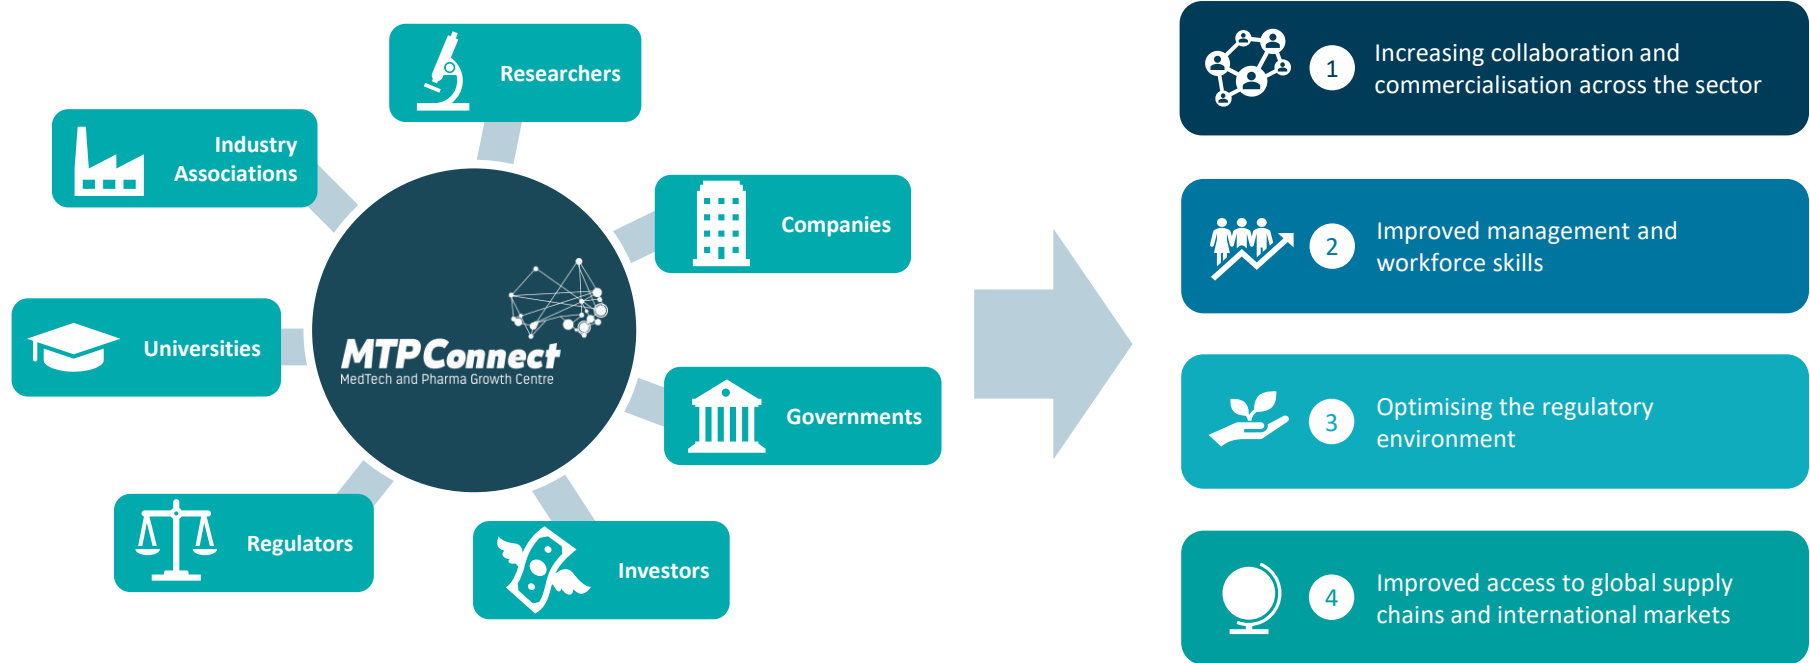 Researchers
Industry
Associations
Companies
Universities
MTPConnect
MedTech and Pharma Growth Centre
Governments
Regulators
Investors
1
Increasing collaboration and
commercialisation across the sector
2
Improved management and
workforce skills
3
Optimising the regulatory
environment
4
Improved access to global supply
chains and international markets